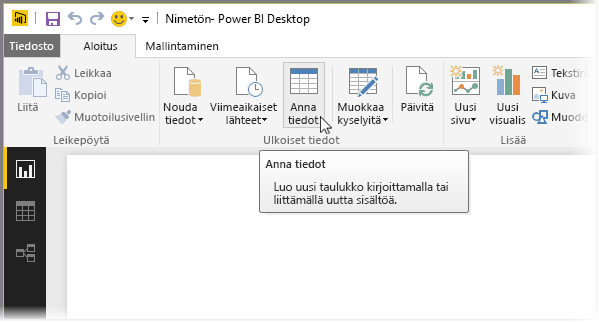 Nimetön- Power BI Desktop
Tiedosto Aloitus Mallintaminen
Liitä
Leikkaa
Kopioi
Muotoilusivellin
Leikepöytä
Nouda
tiedot
Viimeaikaiset
lähteet
Anna
tiedot
Muokkaa
kyselyitä
Päivitä
Ulkoiset tiedot
Uusi
sivu
Uusi
visualis
Tekstiru
Kuva
Muodo
Lisää
Anna tiedot
Luo uusi taulukko kirjoittamalla tai
liittämällä uutta sisältöä.